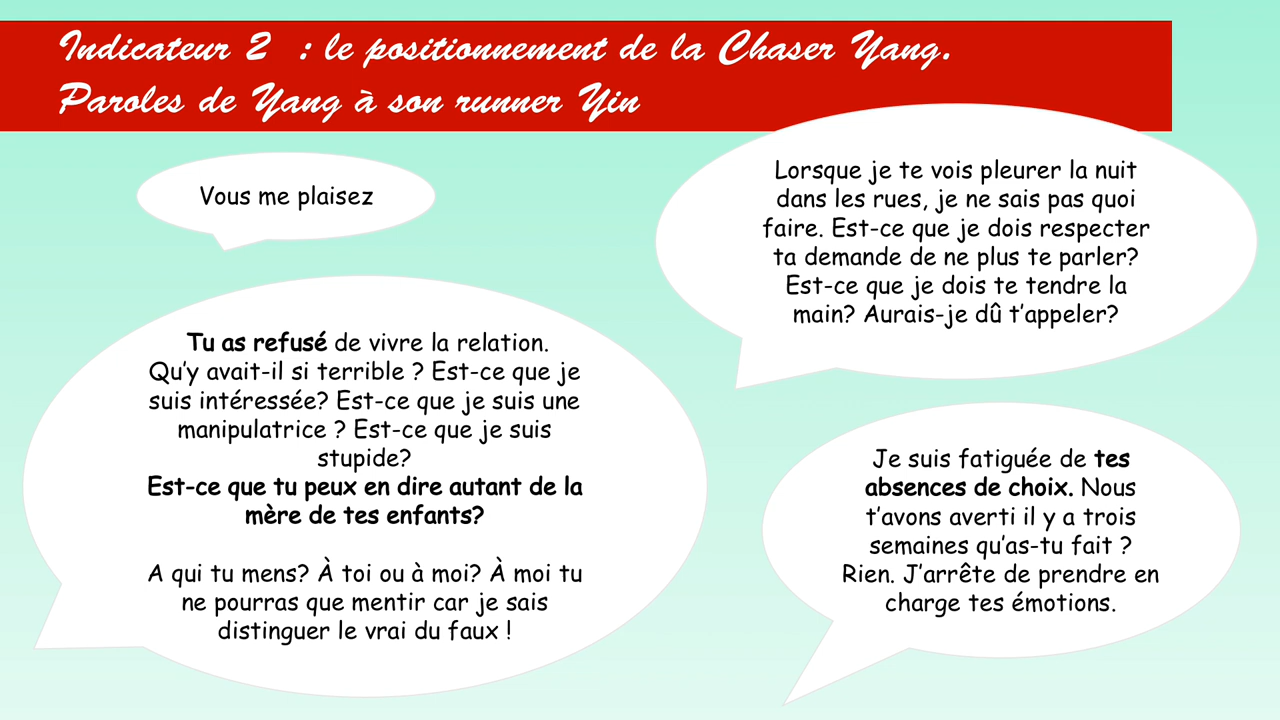 Indicateur 2  : le positionnement de la Chaser Yang.
Paroles de Yang à son runner Yin
Vous me plaisez
Lorsque je te vois pleurer la nuit
dans les rues, je ne sais pas quoi
faire. Est-ce que je dois respecter
ta demande de ne plus te parler?
Est-ce que je dois te tendre la
main? Aurais-je dû t’appeler?
Tu as refusé de vivre la relation.
Qu’y avait-il si terrible ? Est-ce que je
suis intéressée? Est-ce que je suis une
manipulatrice ? Est-ce que je suis
stupide?
Est-ce que tu peux en dire autant de la
mère de tes enfants?
A qui tu mens? À toi ou à moi? À moi tu
ne pourras que mentir car je sais
distinguer le vrai du faux !
Je suis fatiguée de tes
absences de choix. Nous
t’avons averti il y a trois
semaines qu’as-tu fait ?
Rien. J’arrête de prendre en
charge tes émotions.